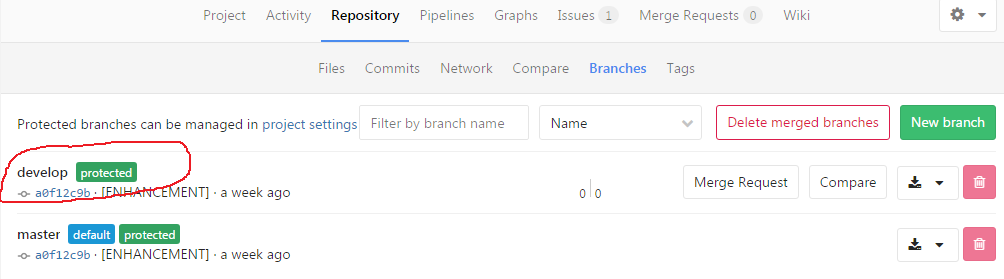 Project Activity Repository Pipelines Graphs Issues 1 Merge Requests 0 Wiki
Files Commits Network Compare Branches Tags
Protected branches can be managed in project settings Filter by branch name Name Delete merged branches New branch
develop protected
a0f12c9b · [ENHANCEMENT] · a week ago 0 0 Merge Request Compare
master default protected
a0f12c9b · [ENHANCEMENT] · a week ago